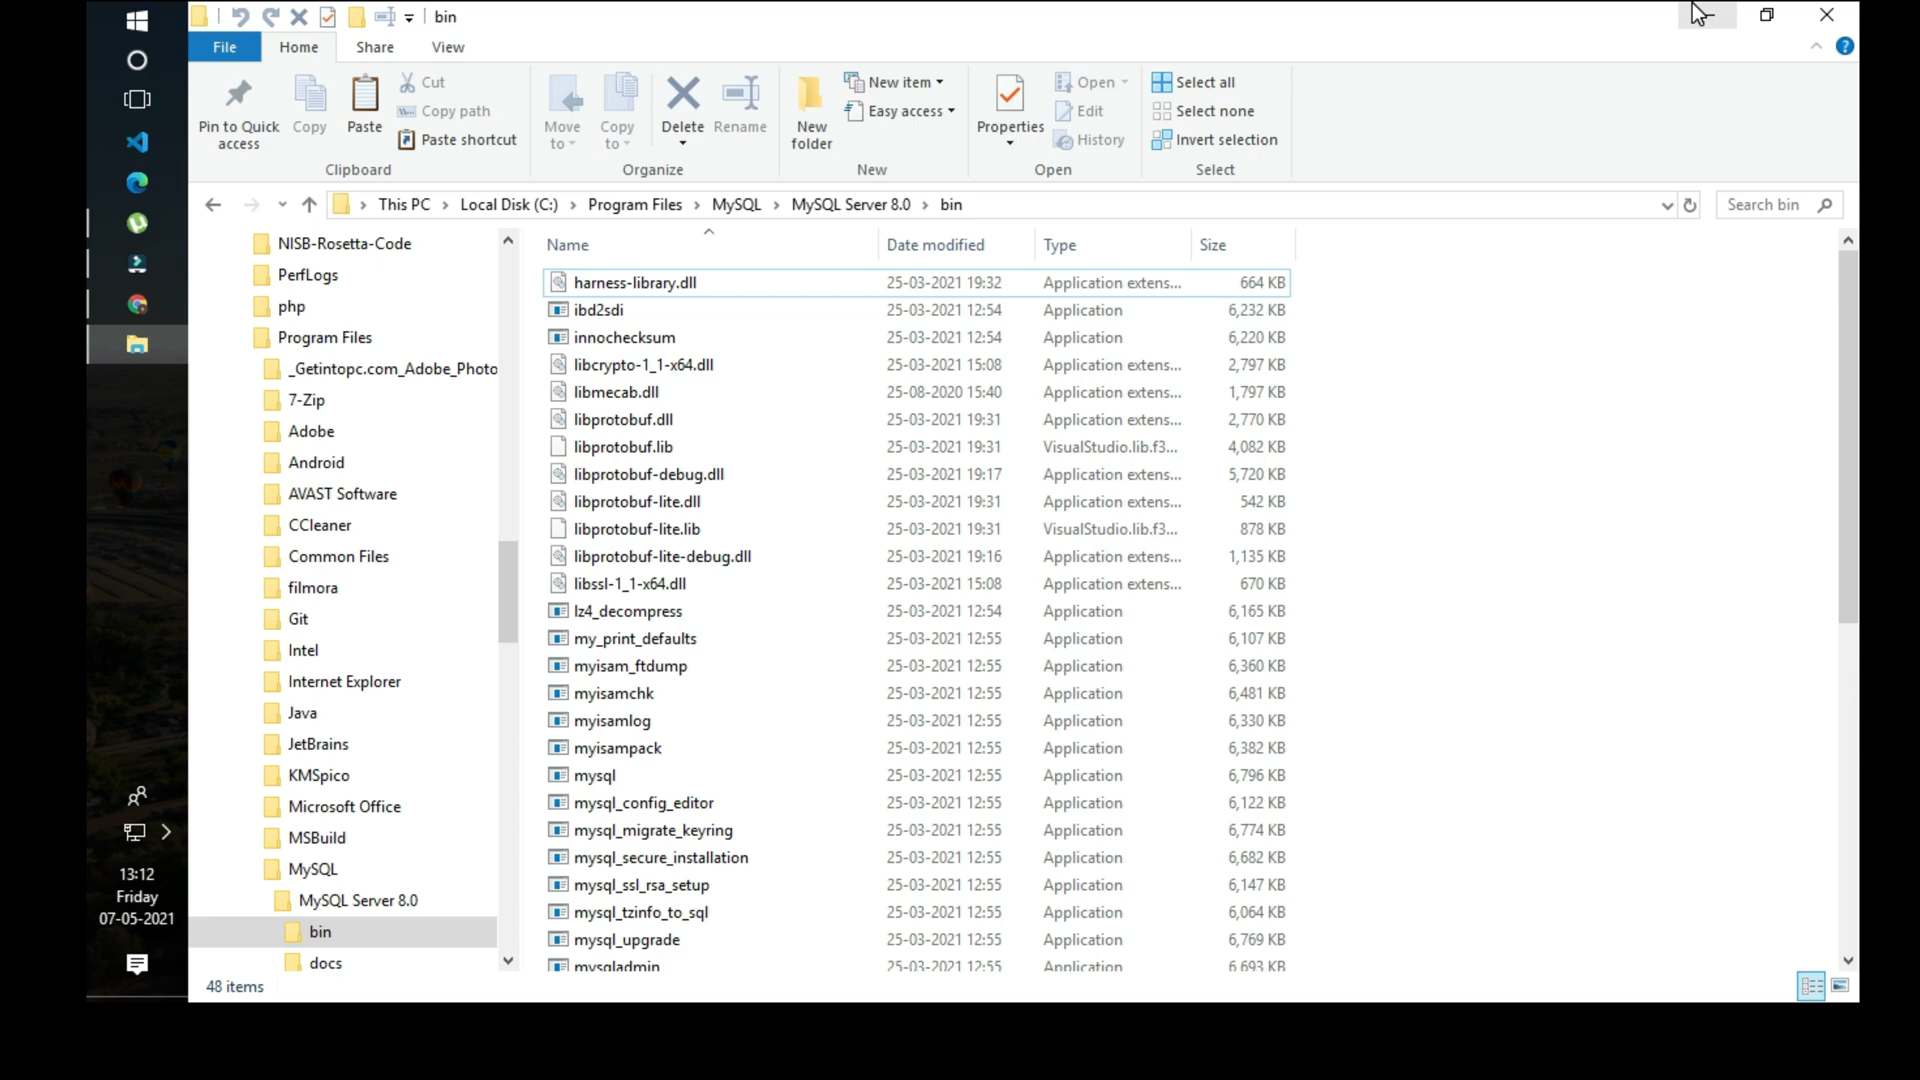 bin
File Home Share View
Pin to Quick access
Copy
Paste
Cut
Copy path
Paste shortcut
Clipboard
Move to
Copy to
Delete
Rename
Organize
New folder
New item
Easy access
New
Properties
Open
Edit
History
Open
Select all
Select none
Invert selection
Select
This PC > Local Disk (C:) > Program Files > MySQL > MySQL Server 8.0 > bin
Search bin
NISB-Rosetta-Code
PerfLogs
php
Program Files
_Getintopc.com_Adobe_Photo
7-Zip
Adobe
Android
AVAST Software
CCleaner
Common Files
filmora
Git
Intel
Internet Explorer
Java
JetBrains
KMSpico
Microsoft Office
MSBuild
MySQL
MySQL Server 8.0
bin
docs
Name Date modified Type Size
harness-library.dll 25-03-2021 19:32 Application extens... 664 KB
ibd2sdi 25-03-2021 12:54 Application 6,232 KB
innochecksum 25-03-2021 12:54 Application 6,220 KB
libcrypto-1_1-x64.dll 25-03-2021 15:08 Application extens... 2,797 KB
libmecab.dll 25-08-2020 15:40 Application extens... 1,797 KB
libprotobuf.dll 25-03-2021 19:31 Application extens... 2,770 KB
libprotobuf.lib 25-03-2021 19:31 VisualStudio.lib.f3... 4,082 KB
libprotobuf-debug.dll 25-03-2021 19:17 Application extens... 5,720 KB
libprotobuf-lite.dll 25-03-2021 19:31 Application extens... 542 KB
libprotobuf-lite.lib 25-03-2021 19:31 VisualStudio.lib.f3... 878 KB
libprotobuf-lite-debug.dll 25-03-2021 19:16 Application extens... 1,135 KB
libssl-1_1-x64.dll 25-03-2021 15:08 Application extens... 670 KB
lz4_decompress 25-03-2021 12:54 Application 6,165 KB
my_print_defaults 25-03-2021 12:55 Application 6,107 KB
myisam_ftdump 25-03-2021 12:55 Application 6,360 KB
myisamchk 25-03-2021 12:55 Application 6,481 KB
myisamlog 25-03-2021 12:55 Application 6,330 KB
myisampack 25-03-2021 12:55 Application 6,382 KB
mysql 25-03-2021 12:55 Application 6,796 KB
mysql_config_editor 25-03-2021 12:55 Application 6,122 KB
mysql_migrate_keyring 25-03-2021 12:55 Application 6,774 KB
mysql_secure_installation 25-03-2021 12:55 Application 6,682 KB
mysql_ssl_rsa_setup 25-03-2021 12:55 Application 6,147 KB
mysql_tzinfo_to_sql 25-03-2021 12:55 Application 6,064 KB
mysql_upgrade 25-03-2021 12:55 Application 6,769 KB
mysqladmin 25-03-2021 12:55 Application 6,693 KB
48 items
13:12
Friday
07-05-2021